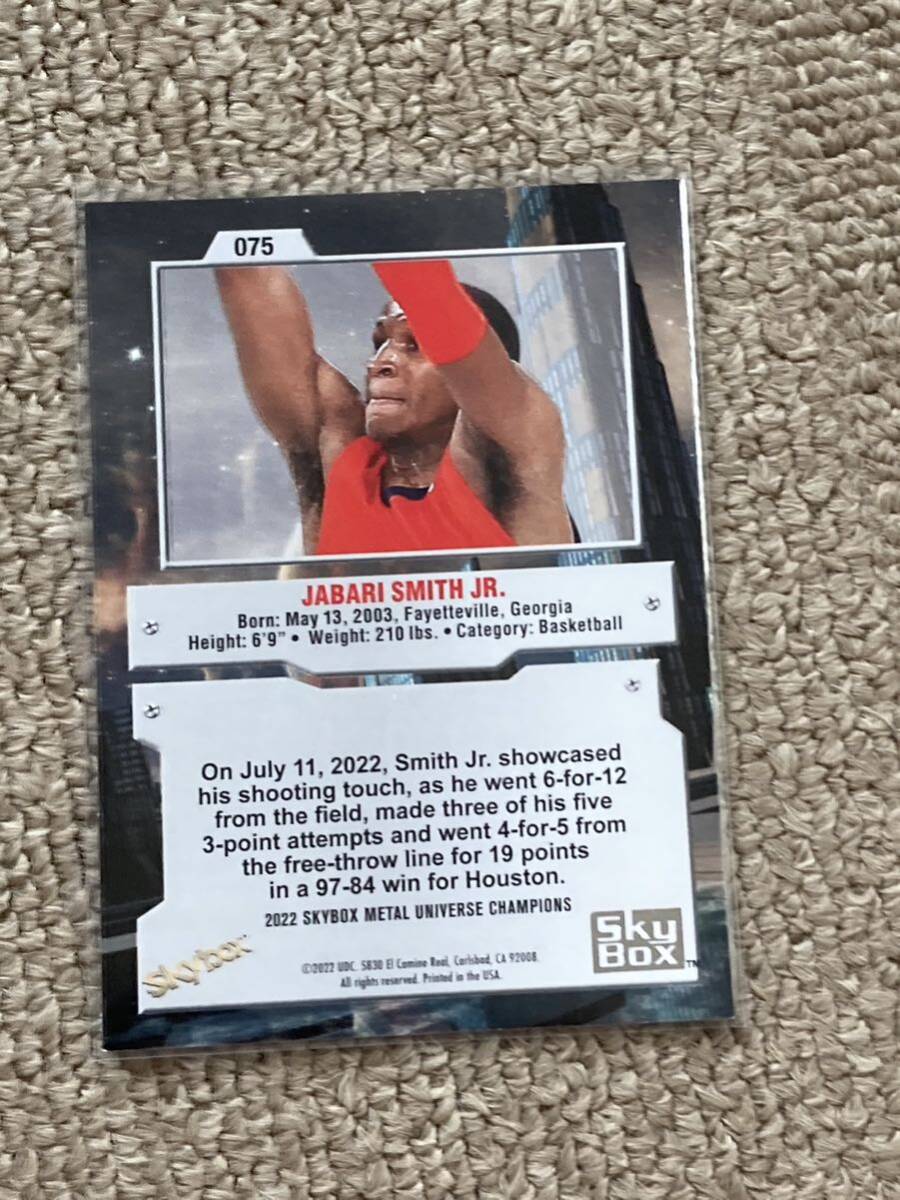 075
JABARI SMITH JR.
Born: May 13, 2003, Fayetteville, Georgia
Height: 6'9" • Weight: 210 lbs. • Category: Basketball
On July 11, 2022, Smith Jr. showcased
his shooting touch, as he went 6-for-12
from the field, made three of his five
3-point attempts and went 4-for-5 from
the free-throw line for 19 points
in a 97-84 win for Houston.
2022 SKYBOX METAL UNIVERSE CHAMPIONS
skybox
©2022 UDC. 5830 El Camino Real, Carlsbad, CA 92008.
All rights reserved. Printed in the USA.
Sky
Box™